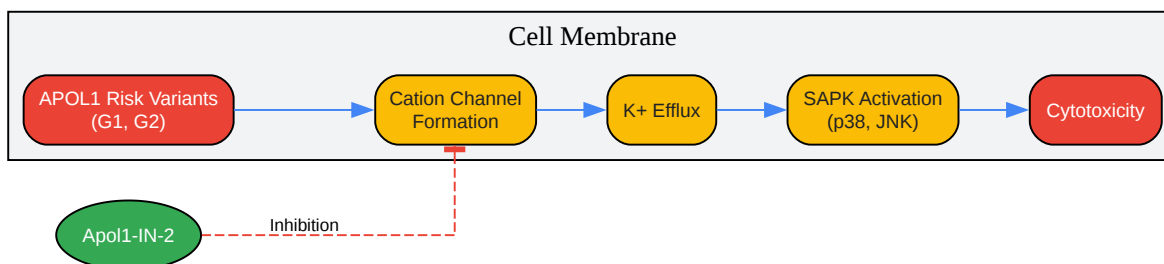 Cell Membrane
APOL1 Risk Variants
(G1, G2)
Cation Channel
Formation
K+ Efflux
SAPK Activation
(p38, JNK)
Cytotoxicity
Apol1-IN-2
Inhibition